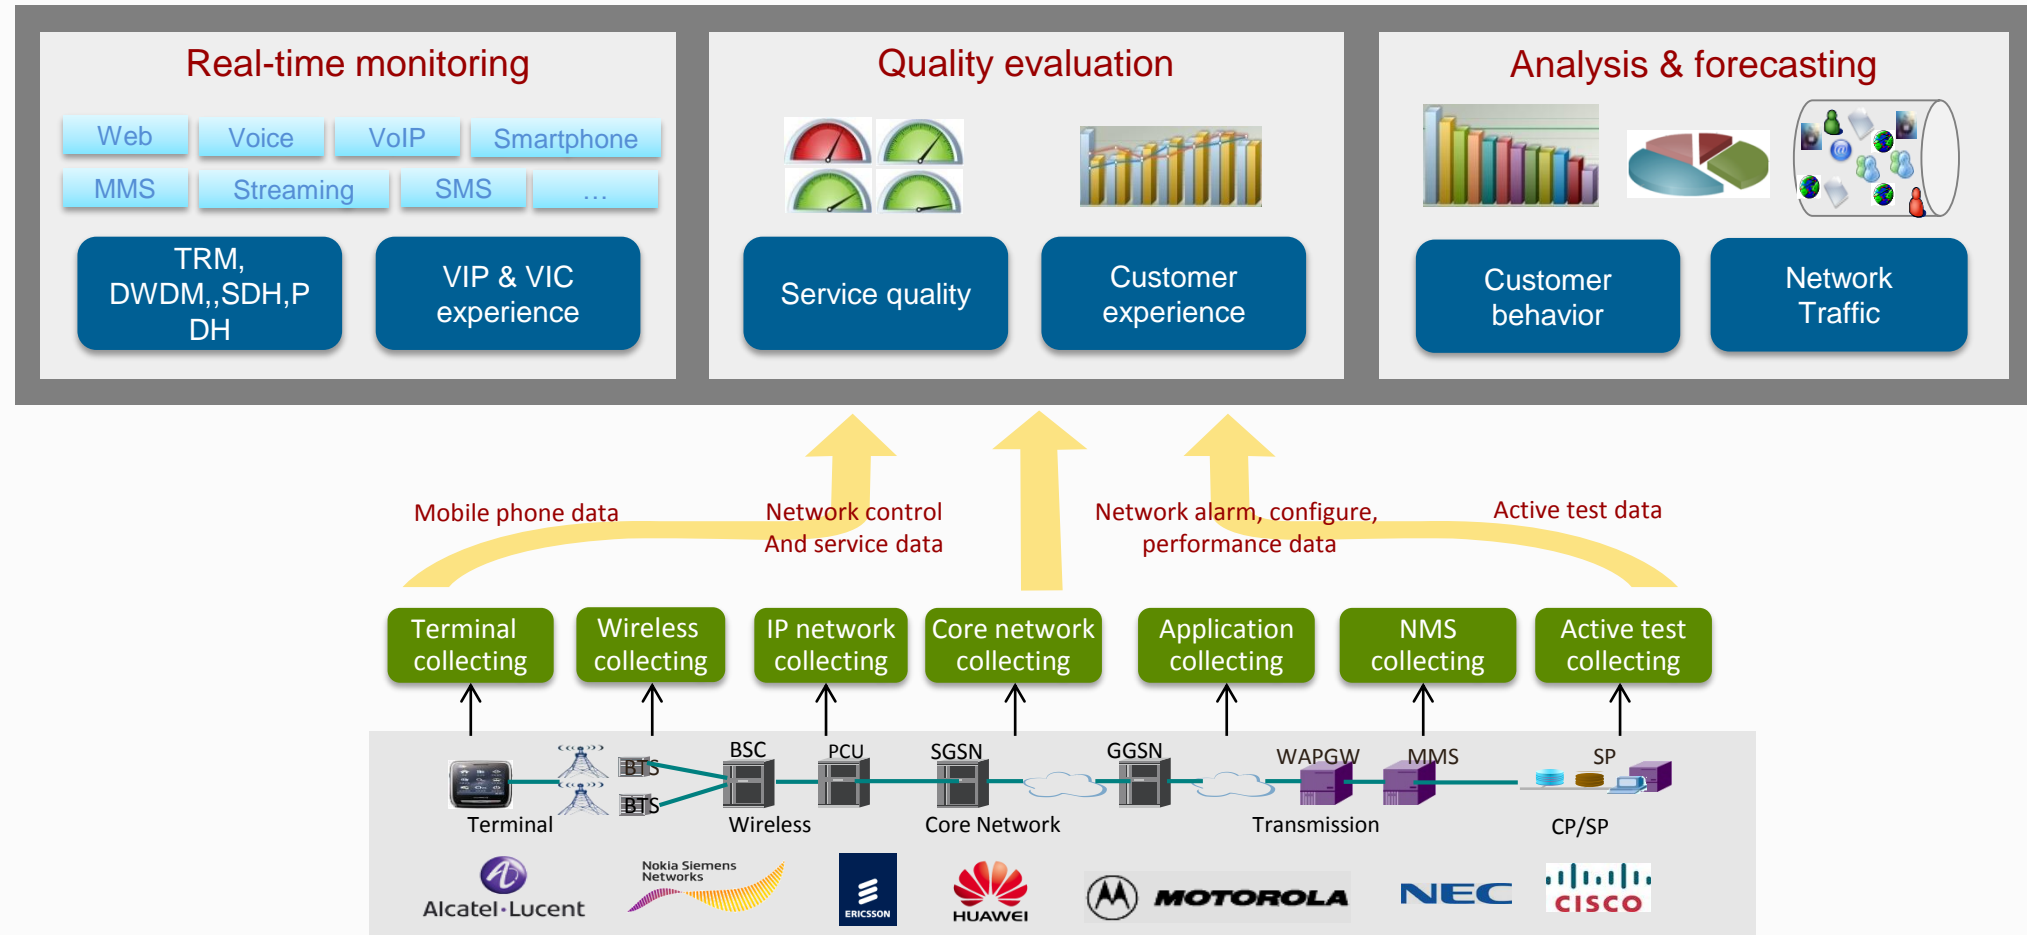 Real-time monitoring
Web
Voice
VoIP
Smartphone
MMS
Streaming
SMS
...
TRM,
DWDM,,SDH,P
DH
VIP & VIC
experience
Quality evaluation
Service quality
Customer
experience
Analysis & forecasting
Customer
behavior
Network
Traffic
Mobile phone data
Network control
And service data
Network alarm, configure,
performance data
Active test data
Terminal
collecting
Wireless
collecting
IP network
collecting
Core network
collecting
Application
collecting
NMS
collecting
Active test
collecting
BTS
BTS
BSC
PCU
SGSN
GGSN
WAPGW
MMS
SP
Terminal
Wireless
Core Network
Transmission
CP/SP
Alcatel·Lucent
Nokia Siemens
Networks
ERICSSON
HUAWEI
MOTOROLA
NEC
CISCO